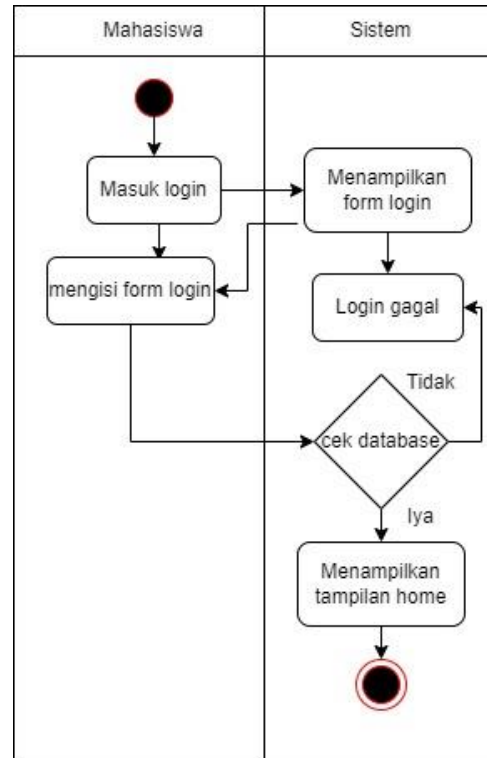 Mahasiswa
Sistem
Masuk login
Menampilkan
form login
mengisi form login
Login gagal
Tidak
cek database
Iya
Menampilkan
tampilan home